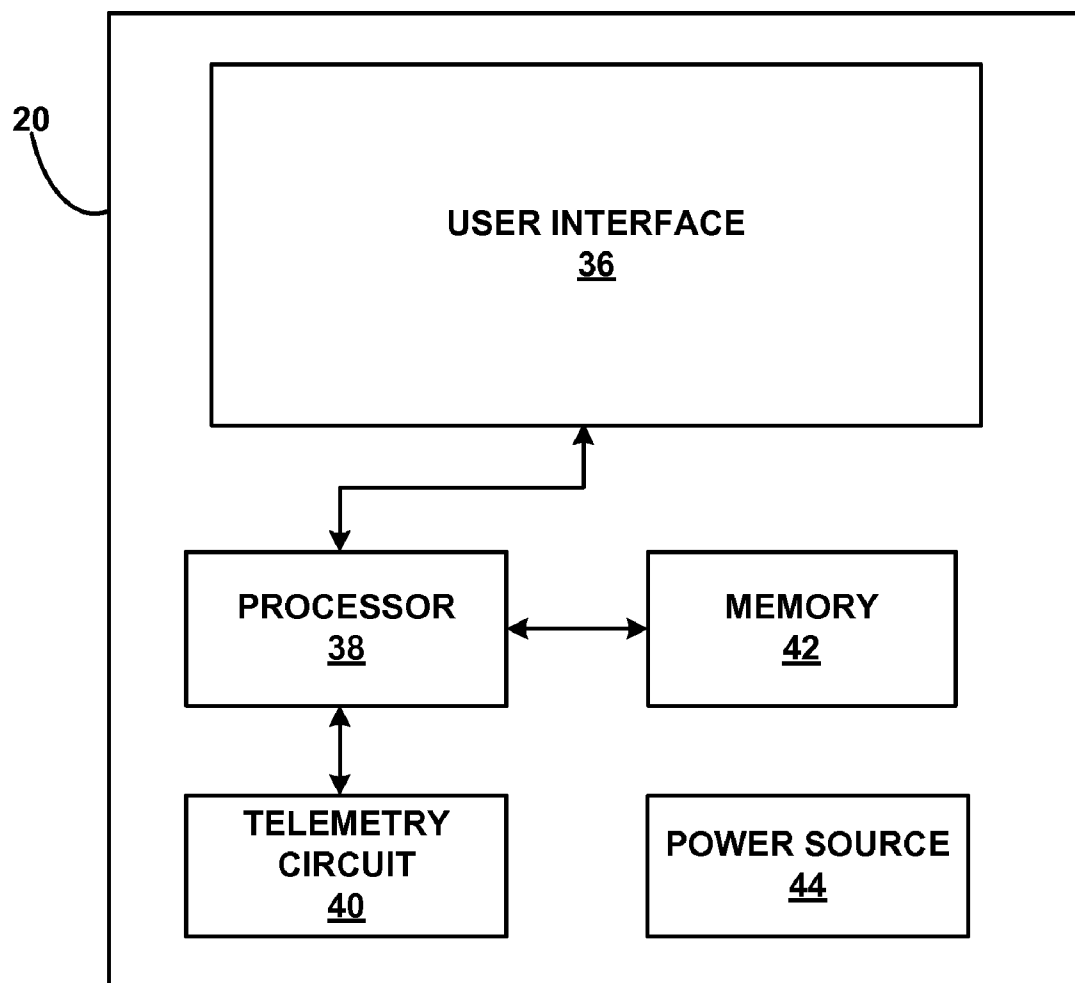 20
USER INTERFACE
36
PROCESSOR
38
MEMORY
42
TELEMETRY
CIRCUIT
40
POWER SOURCE
44